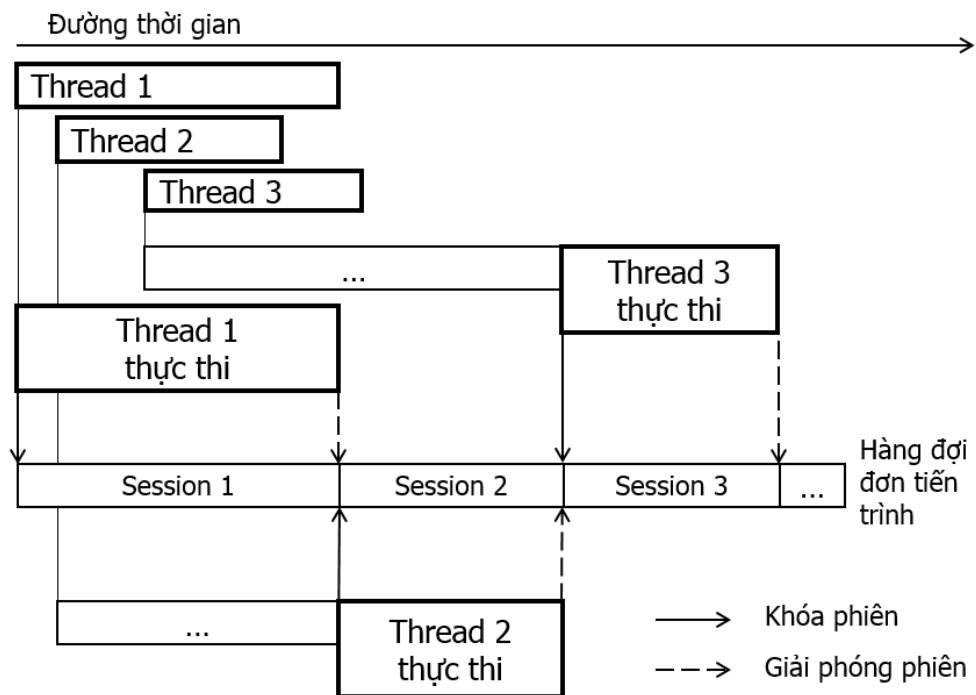 Đường thời gian
Thread 1
Thread 2
Thread 3
...
Thread 3
thực thi
Thread 1
thực thi
Session 1
Session 2
Session 3
...
Hàng đợi
đơn tiến
trình
...
Thread 2
thực thi
Khóa phiên
Giải phóng phiên